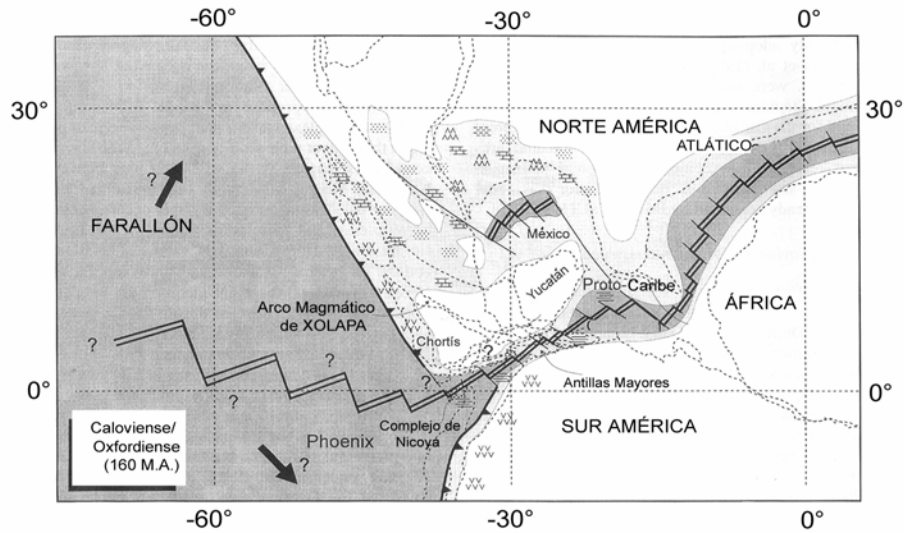 -60°
-30°
0°
30°
30°
NORTE AMÉRICA
ATLÁTICO
?
FARALLÓN
México
Yucatán
Proto-Caribe
ÁFRICA
Arco Magmático
de XOLAPA
Chortís
?
?
?
?
?
Antillas Mayores
0°
0°
?
Complejo de
Nicoya
SUR AMÉRICA
Caloviense/
Oxfordiense
(160 M.A.)
Phoenix
?
-60°
-30°
0°